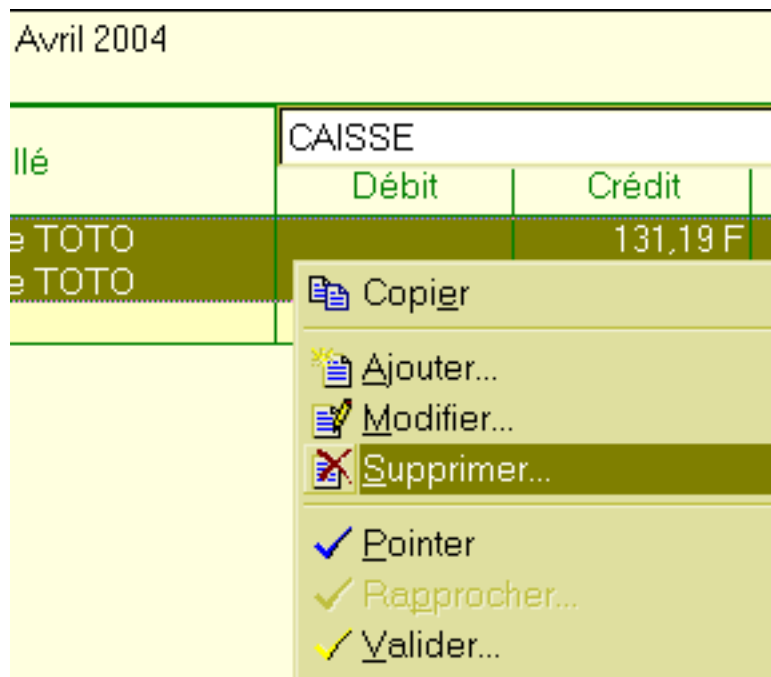 Avril 2004
CAISSE
llé
Débit Crédit
e TOTO 131,19 F
e TOTO
Copier
Ajouter...
Modifier...
Supprimer...
Pointer
Rapprocher...
Valider...